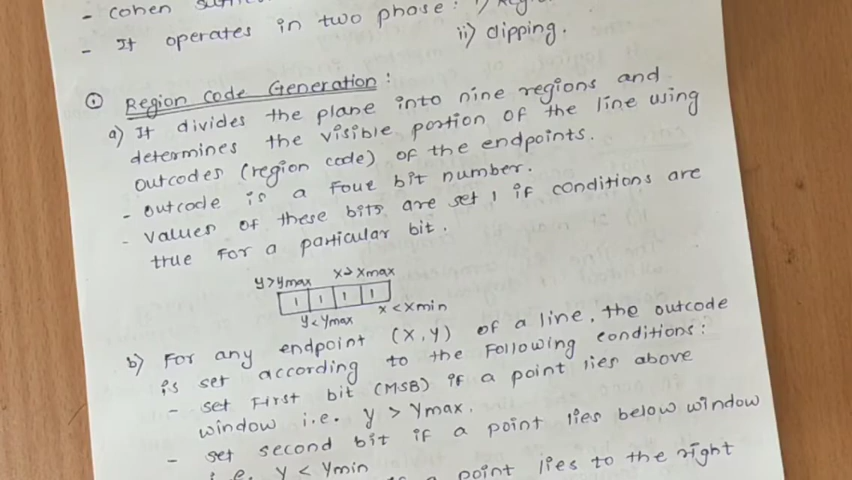 - cohen
- It operates in two phase: i)
ii) clipping.
① Region code Generation:
a) It divides the plane into nine regions and
determines the visible portion of the line using
outcodes (region code) of the endpoints.
- outcode is a Four bit number.
- values of these bits are set 1 if conditions are
true for a particular bit.
y>ymax x>xmax
1 1 1 1
y<ymax x<xmin
b) For any endpoint (x,y) of a line, the outcode
is set according to the following conditions:
- set First bit (MSB) if a point lies above
window i.e. y > ymax.
- set second bit if a point lies below window
i.e. y < ymin
a point lies to the right